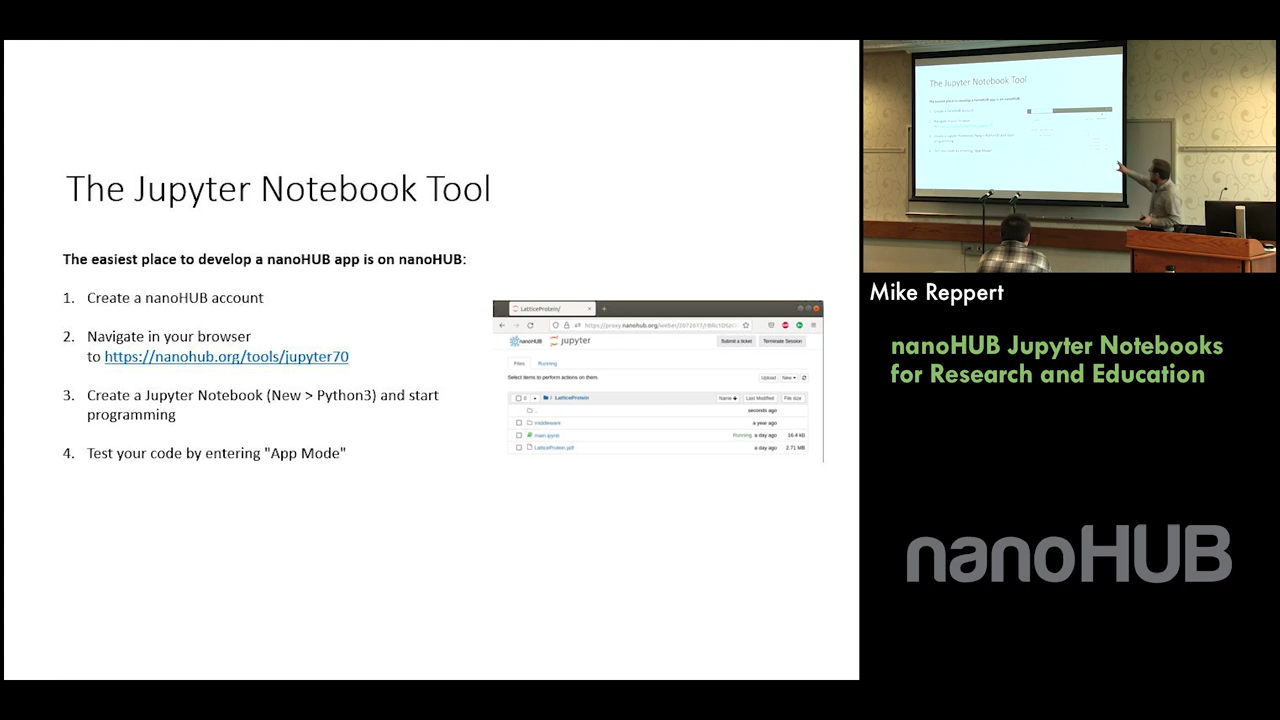 The Jupyter Notebook Tool
The easiest place to develop a nanoHUB app is on nanoHUB:
1. Create a nanoHUB account
2. Navigate in your browser
to https://nanohub.org/tools/jupyter70
3. Create a Jupyter Notebook (New > Python3) and start
programming
4. Test your code by entering "App Mode"
LatticeProtein/
nanoHUB jupyter
Submit a ticket
Terminate Session
Files
Running
Select items to perform actions on them.
Upload New
0 / LatticeProtein
Name Last Modified File size
..
seconds ago
middleware
a year ago
main.ipynb
Running a day ago 16.4 kB
LatticeProtein.pdf
a day ago 2.71 MB
The Jupyter Notebook Tool
Mike Reppert
nanoHUB Jupyter Notebooks
for Research and Education
nanoHUB